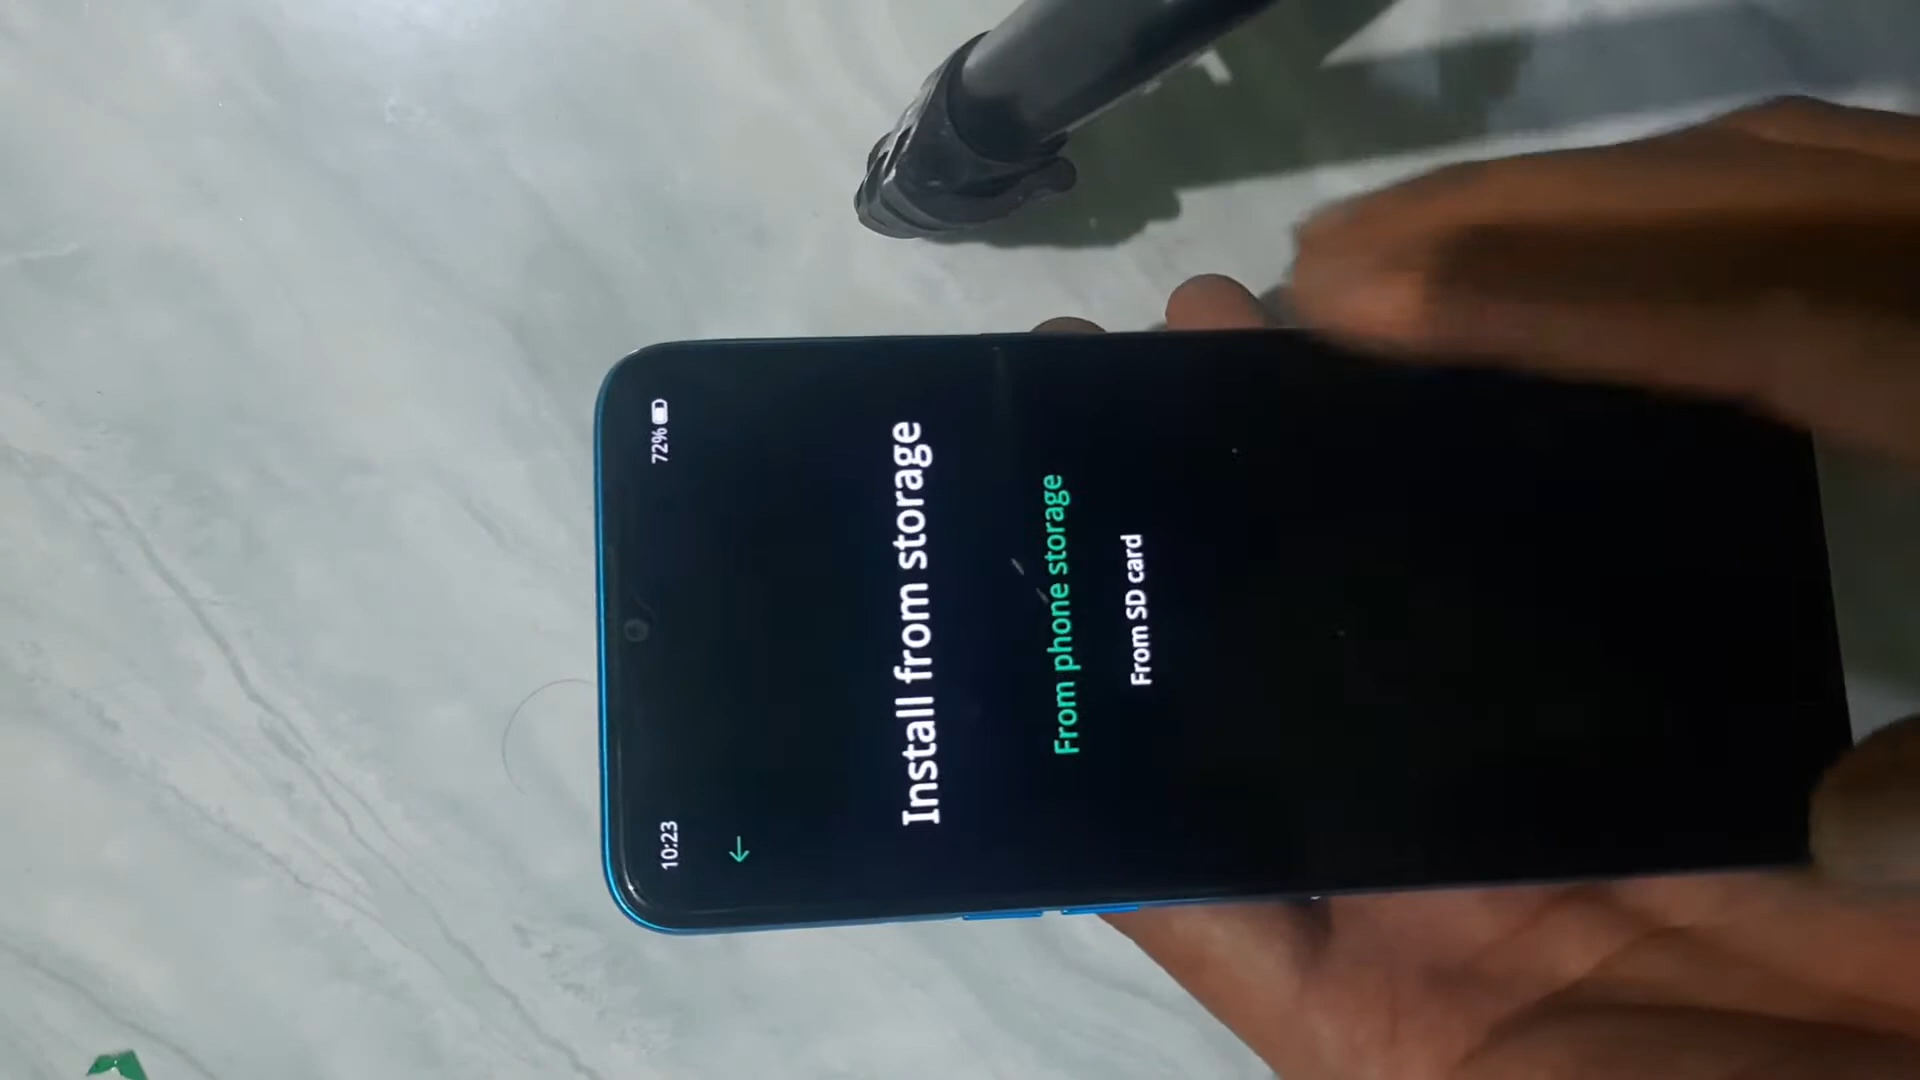 10:23
72%
Install from storage
From phone storage
From SD card